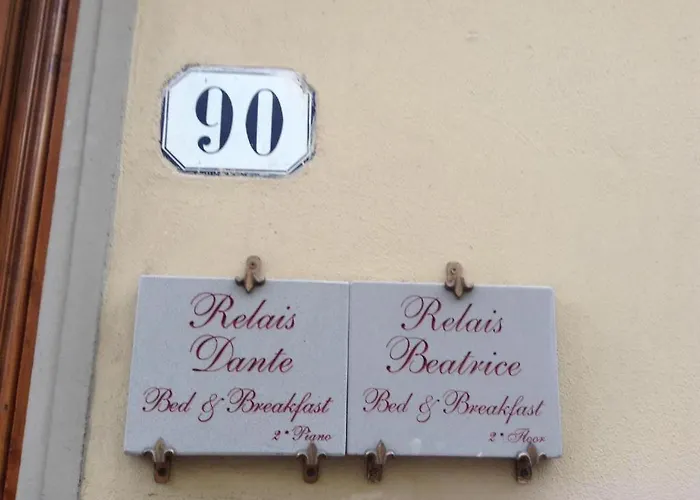 90
Relais
Dante
Bed & Breakfast
2° Piano
Relais
Beatrice
Bed & Breakfast
2° Floor